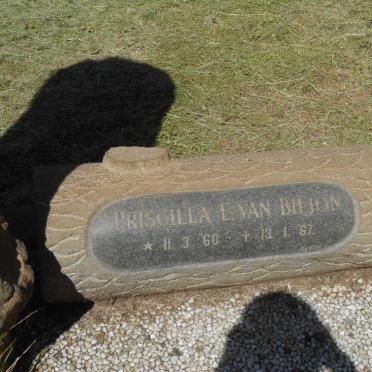 PRISCILLA E. VAN BILJON
★ 11. 3. 60. + 13. 1. 67.